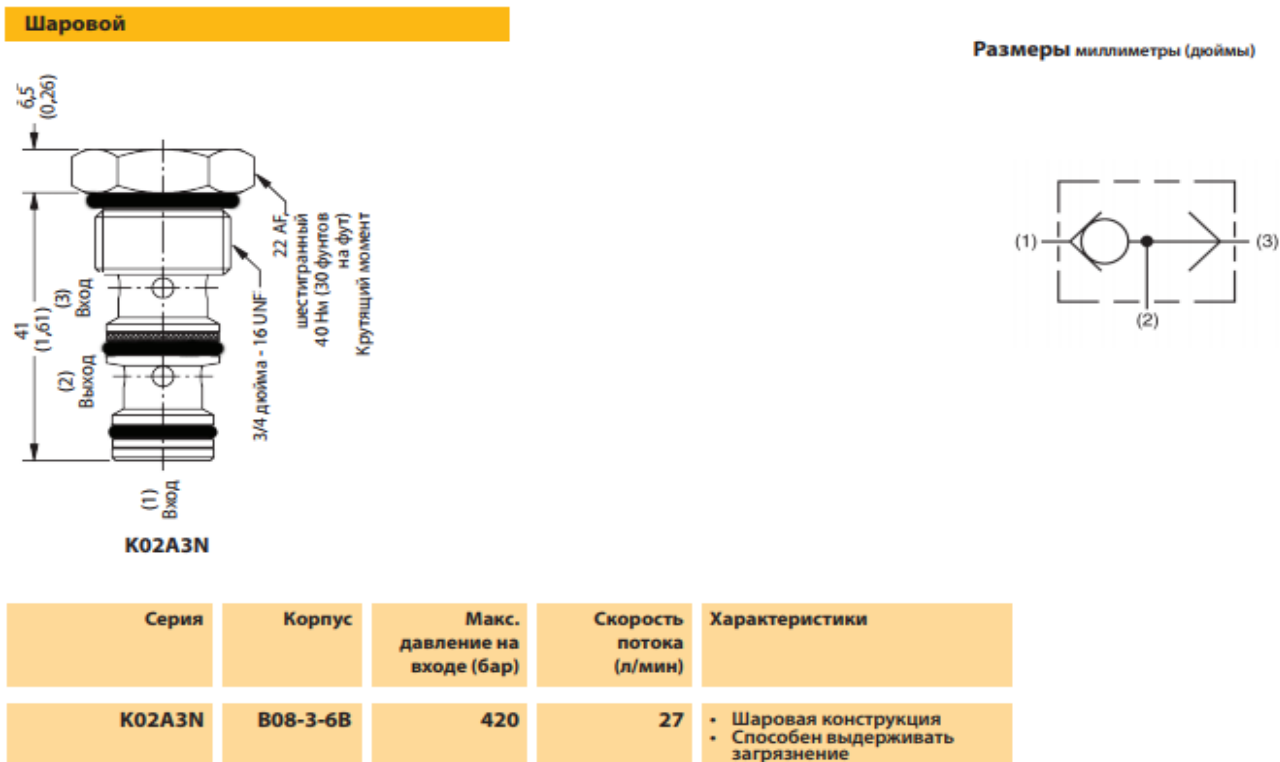 Шаровой
Размеры миллиметры (дюймы)
6,5
(0,26)
41
(1,61)
(3)
Вход
(2)
Выход
(1)
Вход
22 AF,
шестигранный
40 Нм (30 фунтов
на фут)
Крутящий момент
3/4 дюйма - 16 UNF
K02A3N
(1)
(3)
(2)
Серия
Корпус
Макс.
давление на
входе (бар)
Скорость
потока
(л/мин)
Характеристики
K02A3N
B08-3-6B
420
27
• Шаровая конструкция
• Способен выдерживать
загрязнение